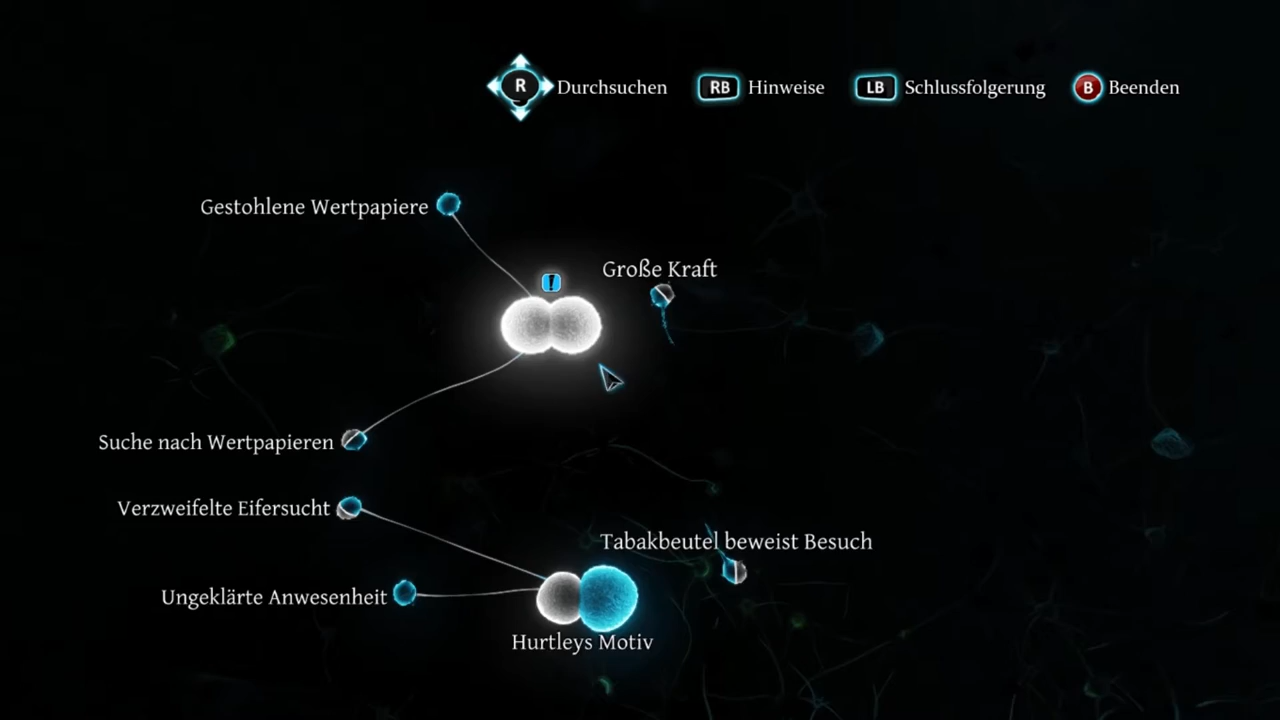 R Durchsuchen RB Hinweise LB Schlussfolgerung B Beenden
Gestohlene Wertpapiere
!
Große Kraft
Suche nach Wertpapieren
Verzweifelte Eifersucht
Tabakbeutel beweist Besuch
Ungeklärte Anwesenheit
Hurtleys Motiv